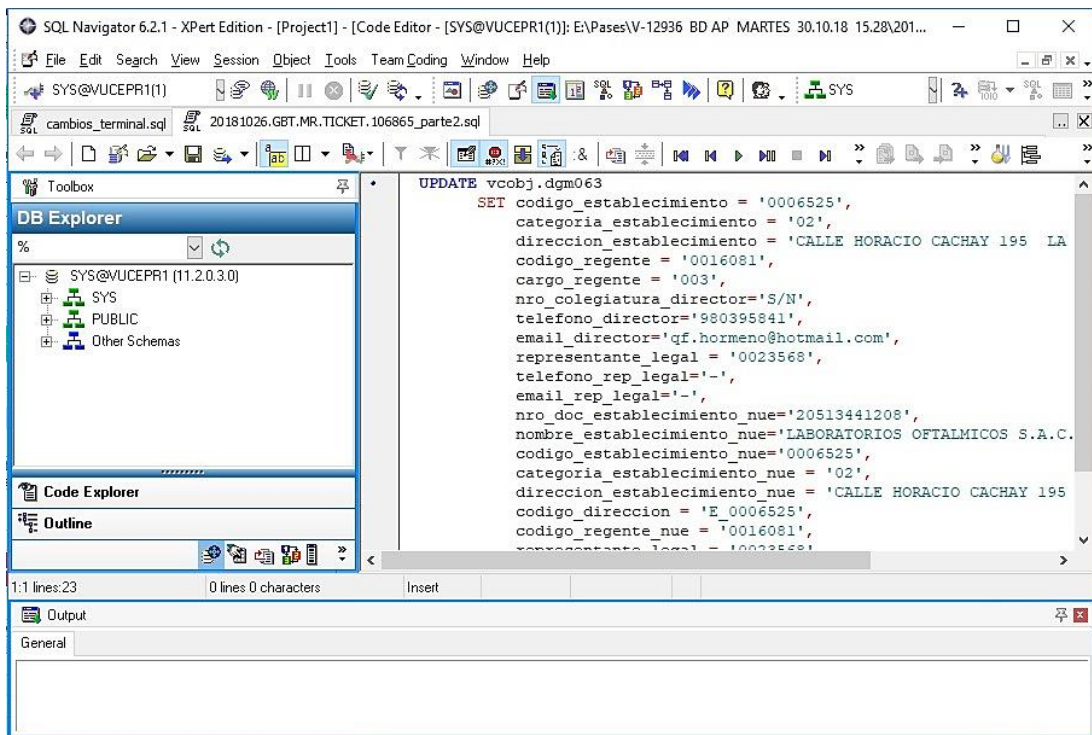 SQL Navigator 6.2.1 - XPert Edition - [Project1] - [Code Editor - [SYS@VUCEPR1(1)]: E:\Pases\V-12936 BD AP MARTES 30.10.18 15.28\201...
File Edit Search View Session Object Tools Team Coding Window Help
SYS@VUCEPR1(1) SYS
cambios_terminal.sql 20181026.GBT.MR.TICKET.106865_parte2.sql
Toolbox
DB Explorer
%
SYS@VUCEPR1 (11.2.0.3.0)
SYS
PUBLIC
Other Schemas
Code Explorer
Outline
UPDATE vcobj.dgm063
SET codigo_establecimiento = '0006525',
categoria_establecimiento = '02',
direccion_establecimiento = 'CALLE HORACIO CACHAY 195 LA
codigo_regente = '0016081',
cargo_regente = '003',
nro_colegiatura_director='S/N',
telefono_director='980395841',
email_director='qf.hormeno@hotmail.com',
representante_legal = '0023568',
telefono_rep_legal='-',
email_rep_legal='-',
nro_doc_establecimiento_nue='20513441208',
nombre_establecimiento_nue='LABORATORIOS OFTALMICOS S.A.C.
codigo_establecimiento_nue='0006525',
categoria_establecimiento_nue = '02',
direccion_establecimiento_nue = 'CALLE HORACIO CACHAY 195
codigo_direccion = 'E_0006525',
codigo_regente_nue = '0016081',
1:1 lines:23 0 lines 0 characters Insert
Output
General